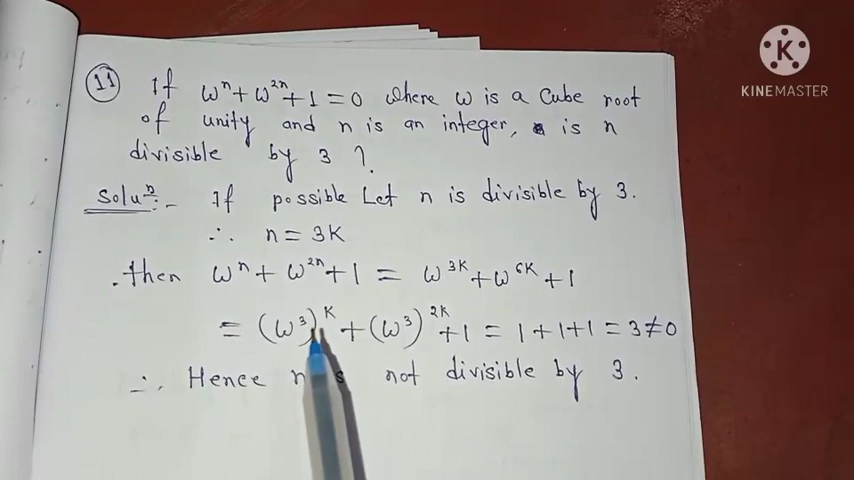 K
KINEMASTER
11 If ω^n + ω^2n + 1 = 0 where ω is a Cube root
of unity and n is an integer, is n
divisible by 3 ?
Solu^n:- If possible Let n is divisible by 3.
∴ n = 3K
. then ω^n + ω^2n + 1 = ω^3K + ω^6K + 1
= (ω^3)^K + (ω^3)^2K + 1 = 1 + 1 + 1 = 3 ≠ 0
∴ Hence n is not divisible by 3.